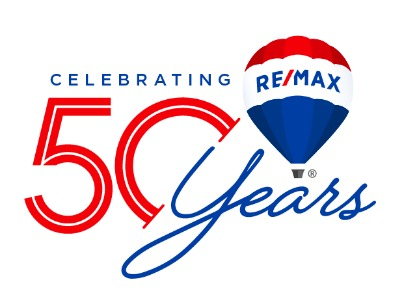 CELEBRATING
RE/MAX
50
Years
®